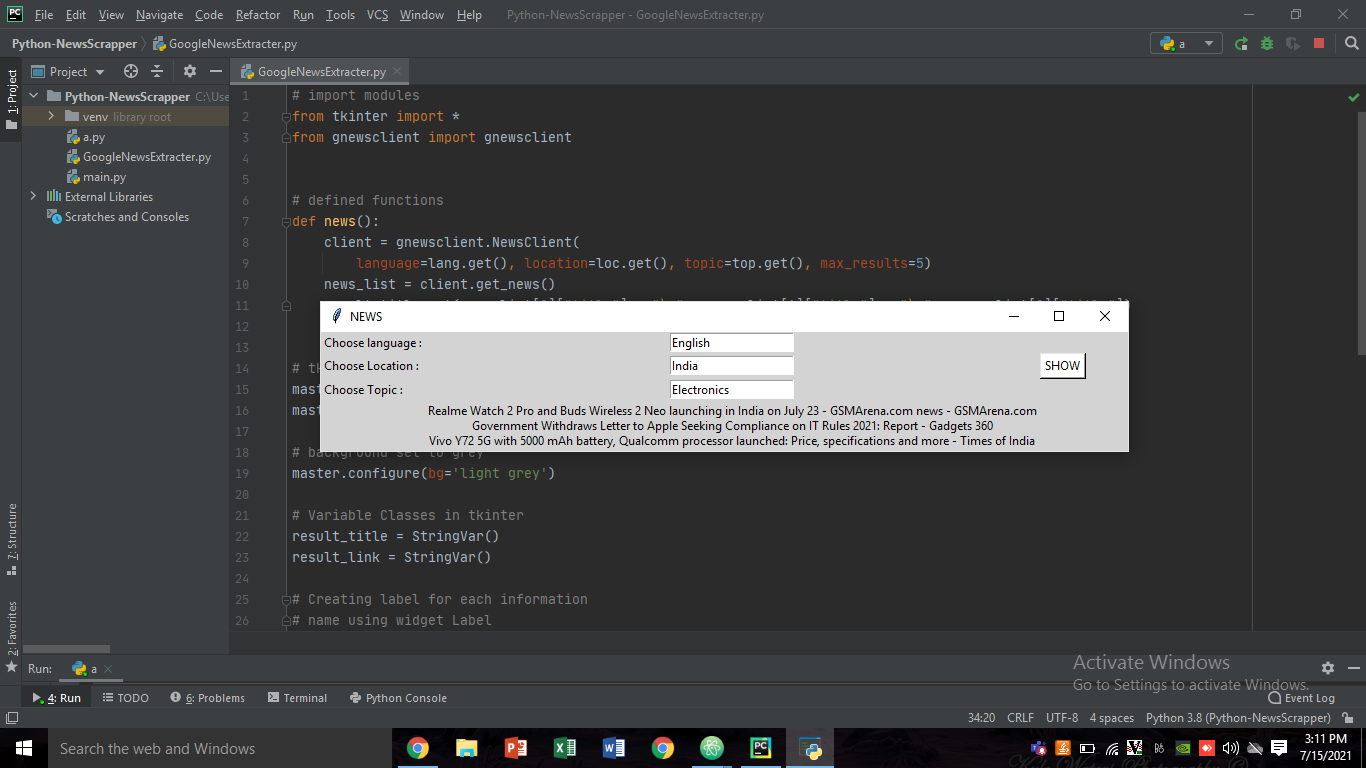 File Edit View Navigate Code Refactor Run Tools VCS Window Help Python-NewsScrapper - GoogleNewsExtracter.py
Python-NewsScrapper GoogleNewsExtracter.py a
1: Project
Project
GoogleNewsExtracter.py
Python-NewsScrapper C:\Use
venv library root
a.py
GoogleNewsExtracter.py
main.py
External Libraries
Scratches and Consoles
1 # import modules
2 from tkinter import *
3 from gnewsclient import gnewsclient
4
5
6 # defined functions
7 def news():
8 client = gnewsclient.NewsClient(
9 language=lang.get(), location=loc.get(), topic=top.get(), max_results=5)
10 news_list = client.get_news()
11
12
13
14 #
15 mast
16 mast
17
18 # background set to grey
19 master.configure(bg='light grey')
20
21 # Variable Classes in tkinter
22 result_title = StringVar()
23 result_link = StringVar()
24
25 # Creating label for each information
26 # name using widget Label
NEWS
Choose language : English
Choose Location : India SHOW
Choose Topic : Electronics
Realme Watch 2 Pro and Buds Wireless 2 Neo launching in India on July 23 - GSMArena.com news - GSMArena.com
Government Withdraws Letter to Apple Seeking Compliance on IT Rules 2021: Report - Gadgets 360
Vivo Y72 5G with 5000 mAh battery, Qualcomm processor launched: Price, specifications and more - Times of India
7: Structure
2: Favorites
Run: a
Activate Windows
Go to Settings to activate Windows.
4: Run TODO 6: Problems Terminal Python Console Event Log
34:20 CRLF UTF-8 4 spaces Python 3.8 (Python-NewsScrapper)
Search the web and Windows
3:11 PM
7/15/2021